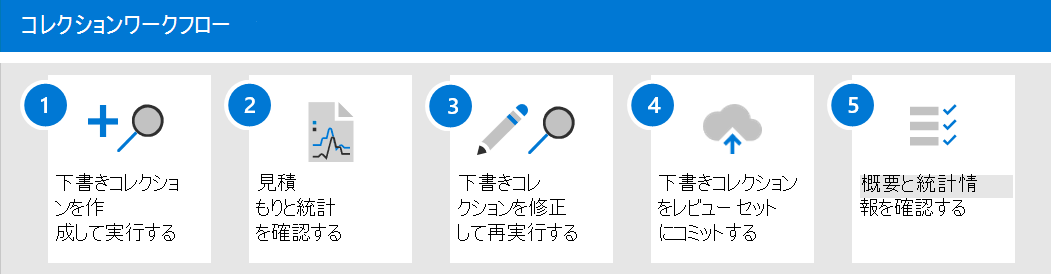 コレクションワークフロー
1
下書きコレクショ
ンを作
成して実行する
2
見積
もりと統計
を確認する
3
下書きコレ
クションを修正
して再実行する
4
下書きコレクション
をレビュー セット
にコミットする
5
概要と統計情
報を確認する